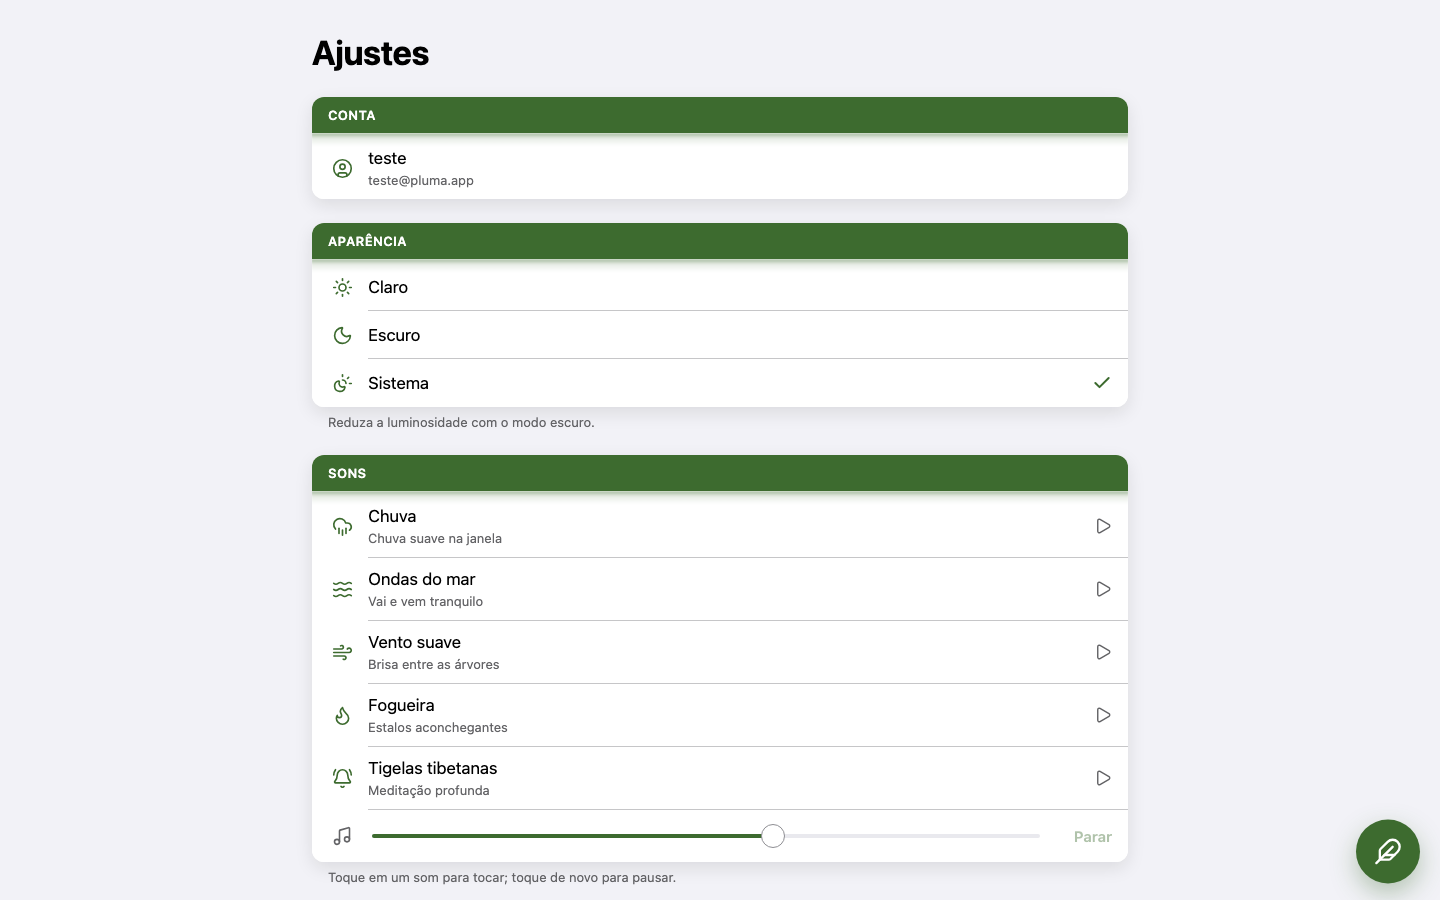 Ajustes
CONTA
teste
teste@pluma.app
APARÊNCIA
Claro
Escuro
Sistema
Reduza a luminosidade com o modo escuro.
SONS
Chuva
Chuva suave na janela
Ondas do mar
Vai e vem tranquilo
Vento suave
Brisa entre as árvores
Fogueira
Estalos aconchegantes
Tigelas tibetanas
Meditação profunda
Parar
Toque em um som para tocar; toque de novo para pausar.